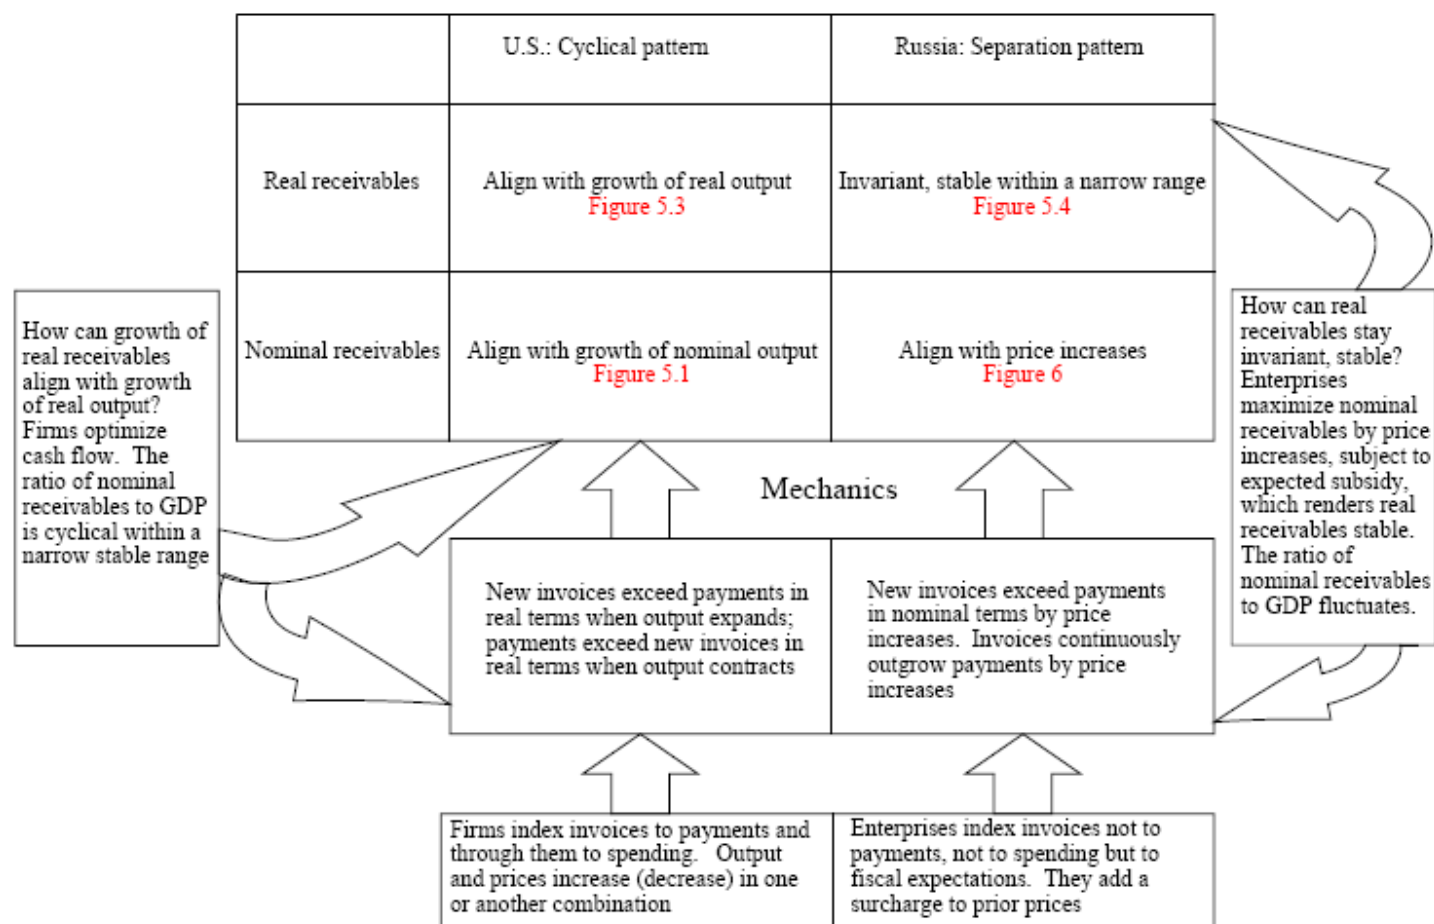 U.S.: Cyclical pattern
Russia: Separation pattern
Real receivables
Align with growth of real output
Figure 5.3
Invariant, stable within a narrow range
Figure 5.4
Nominal receivables
Align with growth of nominal output
Figure 5.1
Align with price increases
Figure 6
How can growth of
real receivables
align with growth
of real output?
Firms optimize
cash flow. The
ratio of nominal
receivables to GDP
is cyclical within a
narrow stable range
How can real
receivables stay
invariant, stable?
Enterprises
maximize nominal
receivables by price
increases, subject to
expected subsidy,
which renders real
receivables stable.
The ratio of
nominal receivables
to GDP fluctuates.
Mechanics
New invoices exceed payments in
real terms when output expands;
payments exceed new invoices in
real terms when output contracts
New invoices exceed payments
in nominal terms by price
increases. Invoices continuously
outgrow payments by price
increases
Firms index invoices to payments and
through them to spending. Output
and prices increase (decrease) in one
or another combination
Enterprises index invoices not to
payments, not to spending but to
fiscal expectations. They add a
surcharge to prior prices